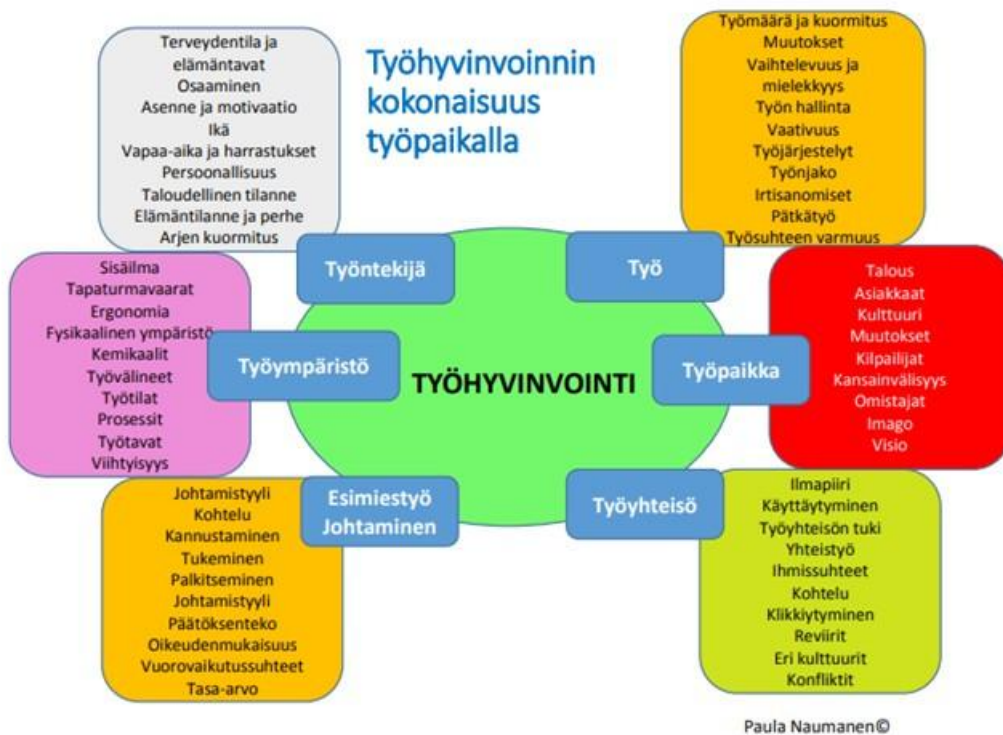 Työhyvinvoinnin
kokonaisuus
työpaikalla
Terveydentila ja
elämäntavat
Osaaminen
Asenne ja motivaatio
Ikä
Vapaa-aika ja harrastukset
Persoonallisuus
Taloudellinen tilanne
Elämäntilanne ja perhe
Arjen kuormitus
Työntekijä
Työmäärä ja kuormitus
Muutokset
Vaihtelevuus ja
mielekkyys
Työn hallinta
Vaativuus
Työjärjestelyt
Työnjako
Irtisanomiset
Pätkätyö
Työsuhteen varmuus
Työ
Sisäilma
Tapaturmavaarat
Ergonomia
Fysikaalinen ympäristö
Kemikaalit
Työvälineet
Työtilat
Prosessit
Työtavat
Viihtyisyys
Työympäristö
TYÖHYVINVOINTI
Työpaikka
Talous
Asiakkaat
Kulttuuri
Muutokset
Kilpailijat
Kansainvälisyys
Omistajat
Imago
Visio
Johtamistyyli
Kohtelu
Kannustaminen
Tukeminen
Palkitseminen
Johtamistyyli
Päätöksenteko
Oikeudenmukaisuus
Vuorovaikutussuhteet
Tasa-arvo
Esimiestyö
Johtaminen
Työyhteisö
Ilmapiiri
Käyttäytyminen
Työyhteisön tuki
Yhteistyö
Ihmissuhteet
Kohtelu
Klikkiytyminen
Reviirit
Eri kulttuurit
Konfliktit
Paula Naumanen©